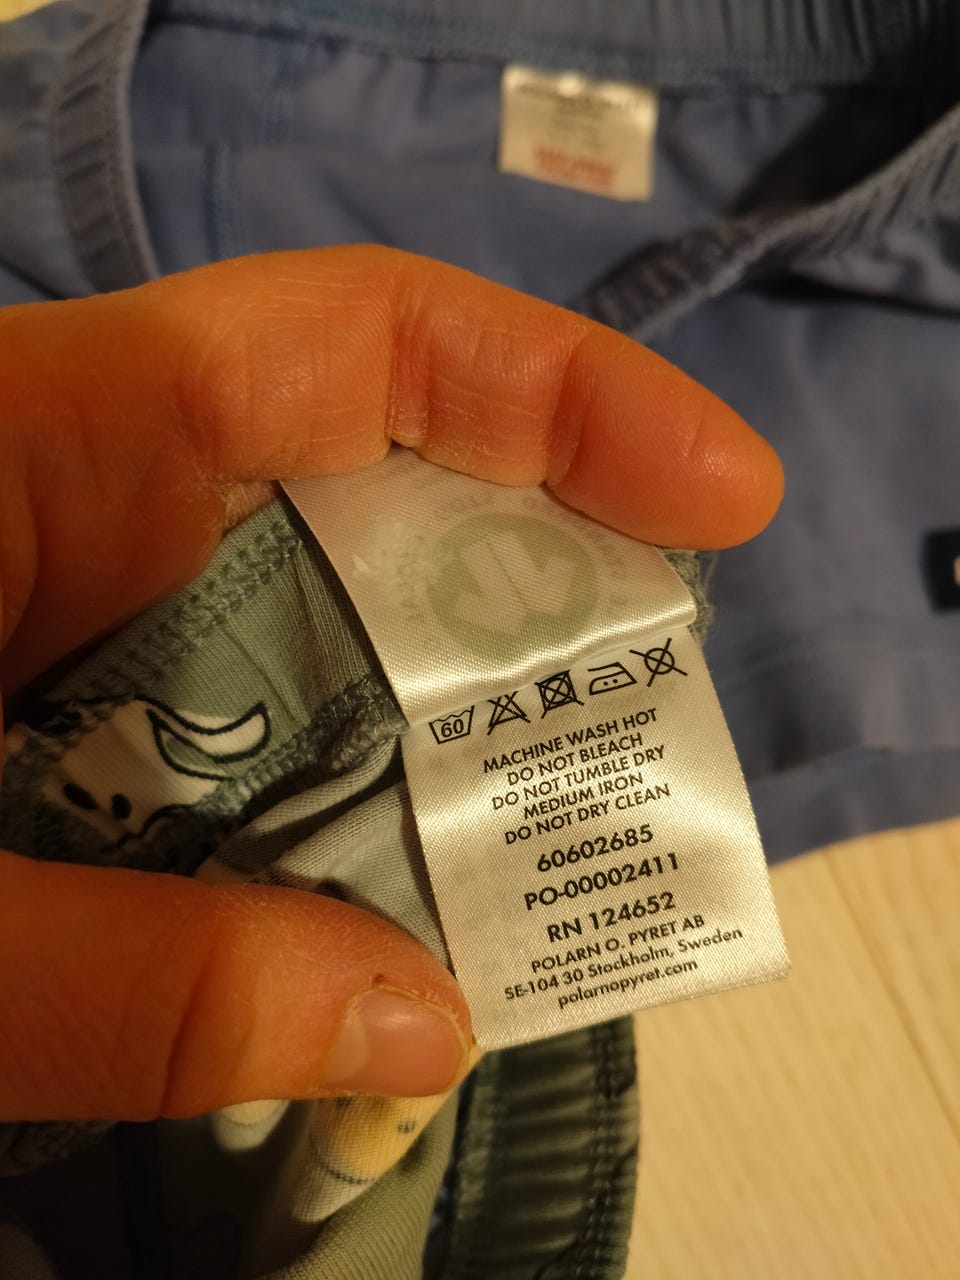 60
MACHINE WASH HOT
DO NOT BLEACH
DO NOT TUMBLE DRY
MEDIUM IRON
DO NOT DRY CLEAN
60602685
PO-00002411
RN 124652
POLARN O. PYRET AB
SE-104 30 Stockholm, Sweden
polarnopyret.com